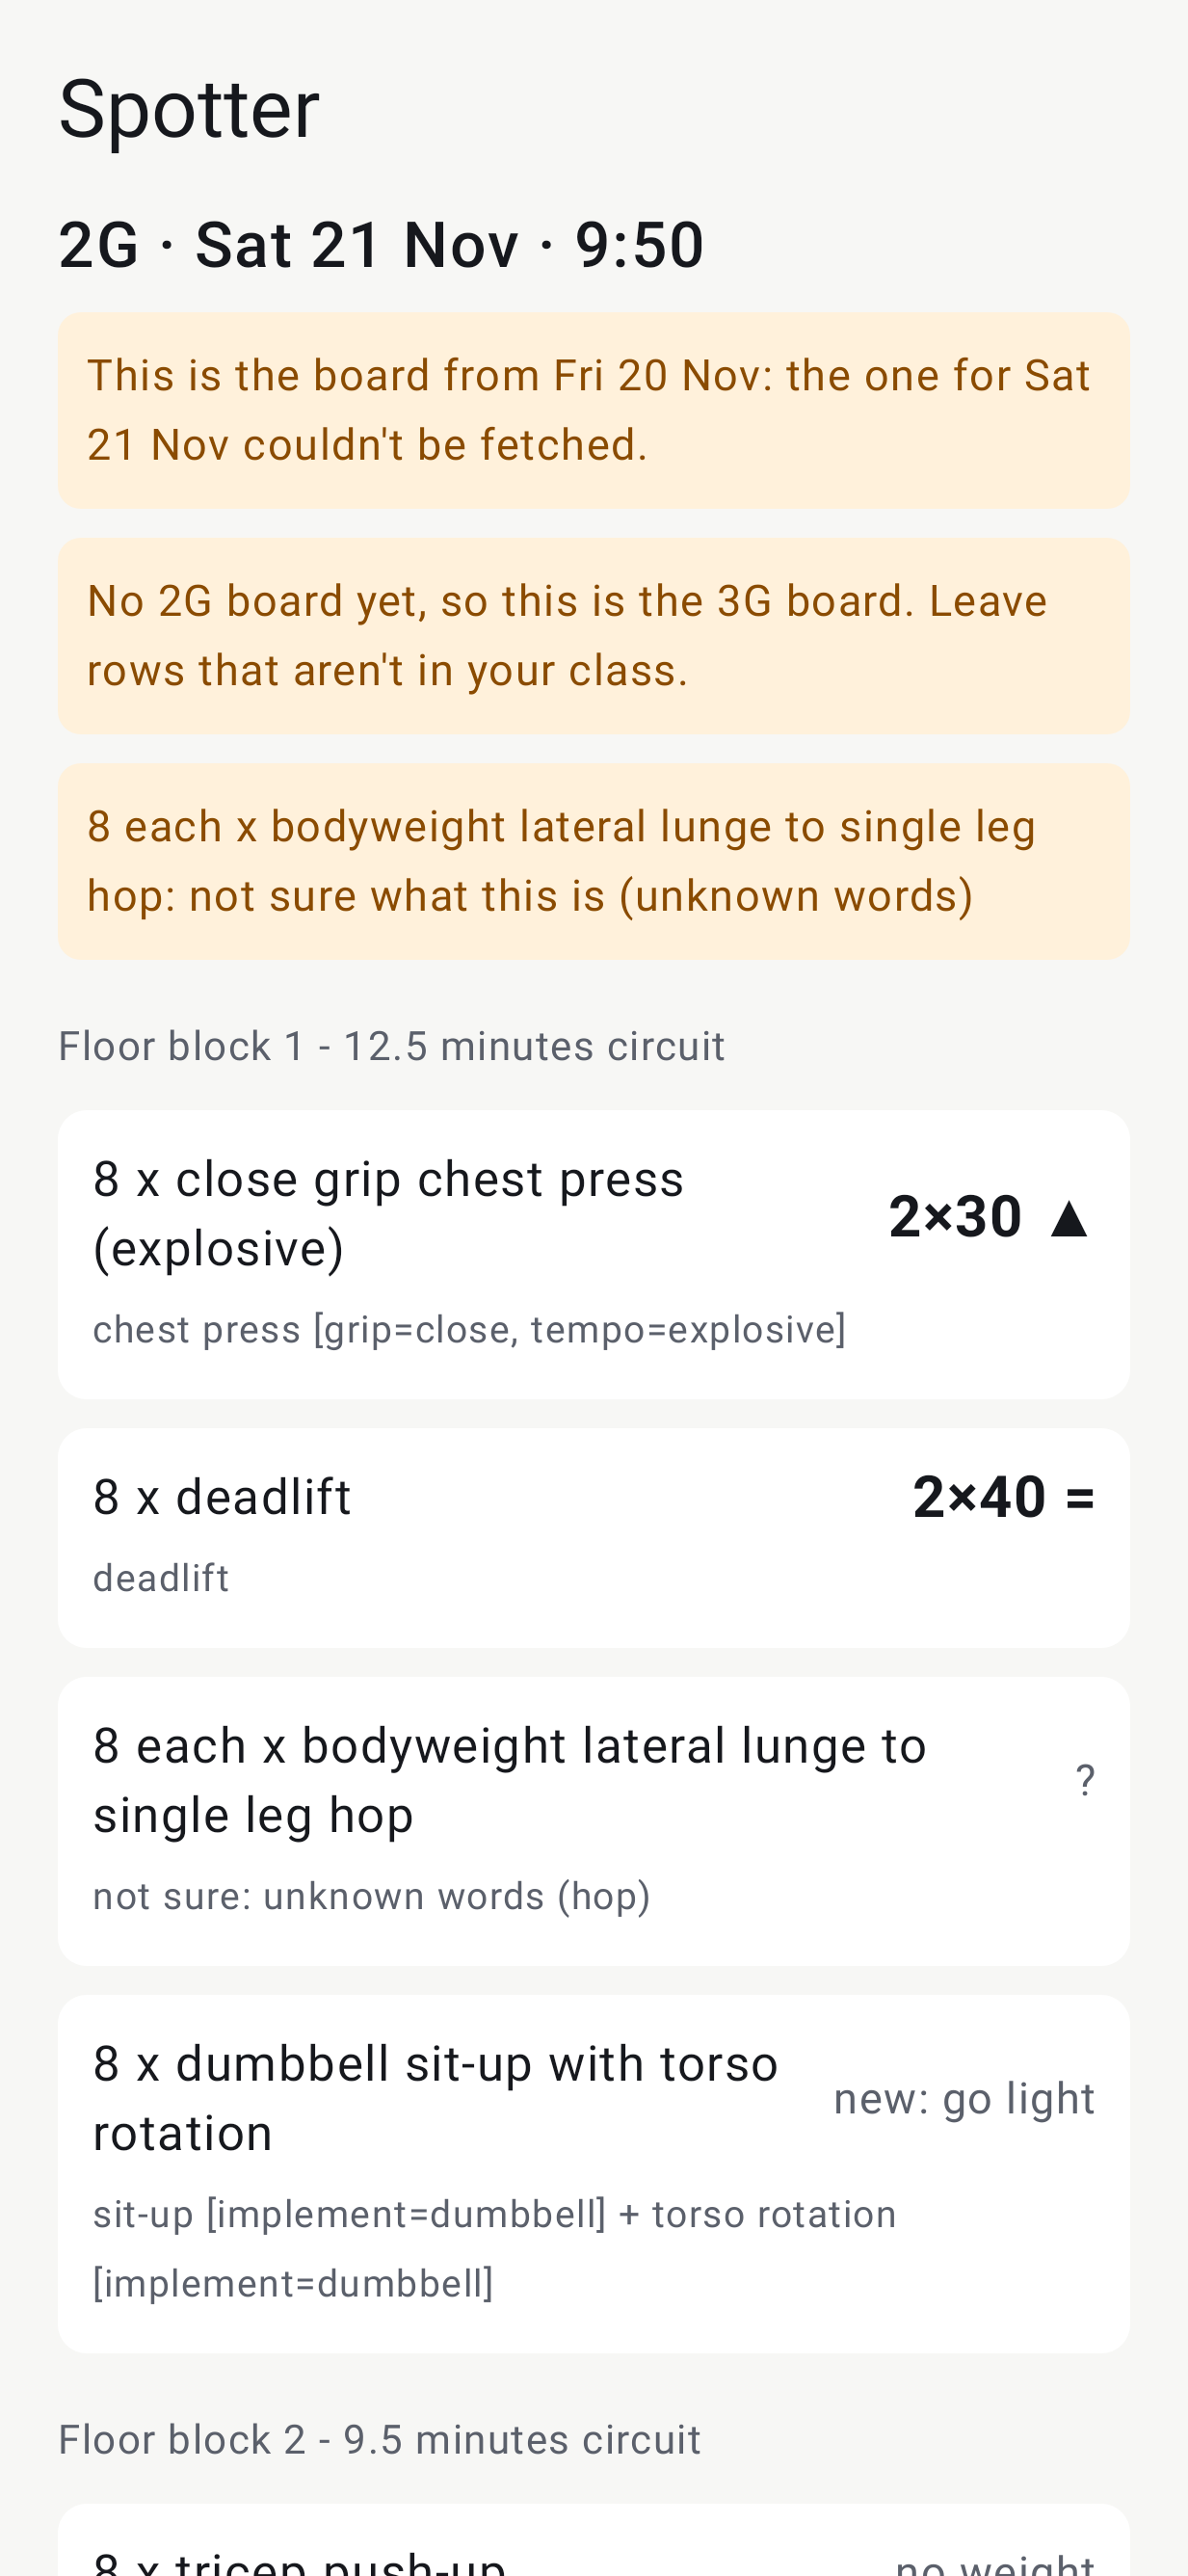 Spotter
2G · Sat 21 Nov · 9:50
This is the board from Fri 20 Nov: the one for Sat
21 Nov couldn't be fetched.
No 2G board yet, so this is the 3G board. Leave
rows that aren't in your class.
8 each x bodyweight lateral lunge to single leg
hop: not sure what this is (unknown words)
Floor block 1 - 12.5 minutes circuit
8 x close grip chest press
(explosive)
2×30 ▲
chest press [grip=close, tempo=explosive]
8 x deadlift
2×40 =
deadlift
8 each x bodyweight lateral lunge to
single leg hop
?
not sure: unknown words (hop)
8 x dumbbell sit-up with torso
rotation
new: go light
sit-up [implement=dumbbell] + torso rotation
[implement=dumbbell]
Floor block 2 - 9.5 minutes circuit
8 x tricep push-up
no weight